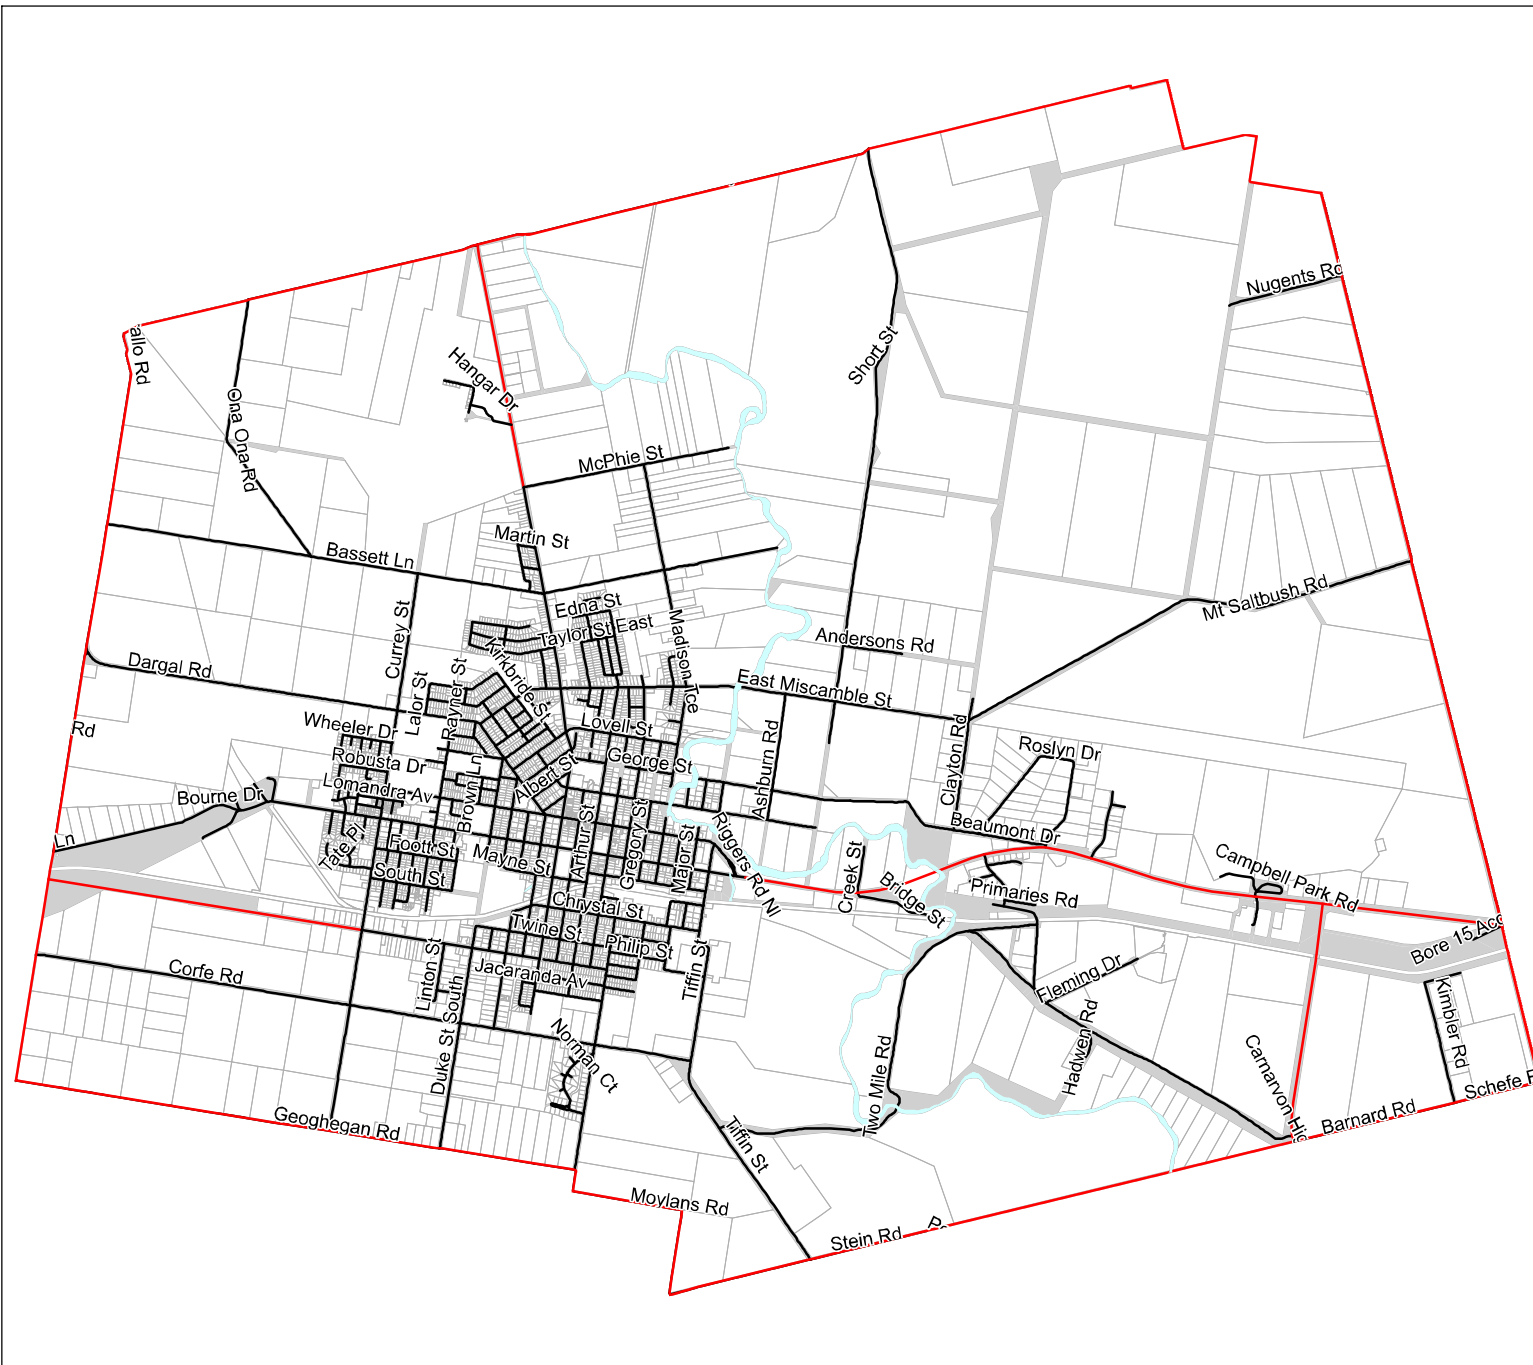 Nugents Rd
allo Rd
Short St
Hangar Dr
Ona Ona Rd
McPhie St
Martin St
Bassett Ln
Mt Saltbush Rd
Edna St
Taylor St East
Currey St
Madison Tce
Andersons Rd
Kirkbride St
Dargal Rd
Rayner St
East Miscamble St
Lalor St
Rd
Wheeler Dr
Lovell St
Clayton Rd
Roslyn Dr
Robusta Dr
George St
Ashburn Rd
Albert St
Brown Ln
Lomandra Av
Bourne Dr
Beaumont Dr
Ln
Tate Pl
Foott St
Arthur St
Gregory St
Riggers Rd Nl
Major St
Mayne St
South St
Creek St
Bridge St
Primaries Rd
Campbell Park Rd
Chrystal St
Twine St
Philip St
Bore 15 Acc
Corfe Rd
Linton St
Jacaranda Av
Tiffin St
Fleming Dr
Kimbler Rd
Duke St South
Norman Ct
Two Mile Rd
Hadwen Rd
Carnarvon Hig
Schefe R
Geoghegan Rd
Tiffin St
Barnard Rd
Moylans Rd
Stein Rd